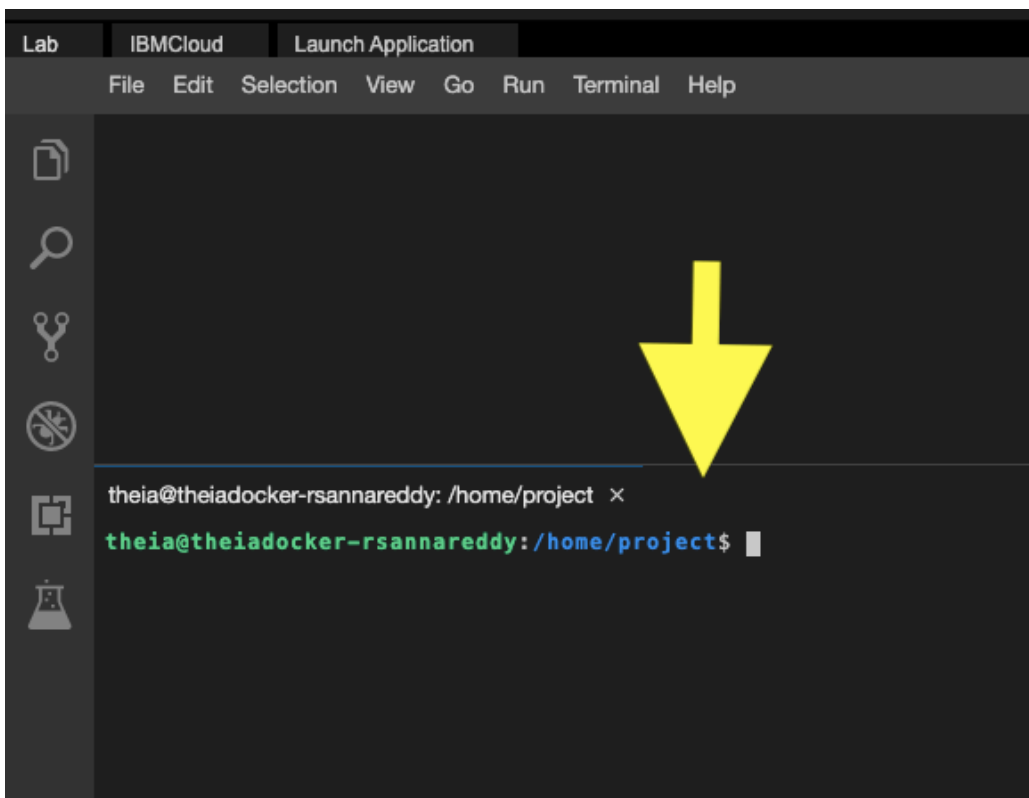 Lab IBMCloud Launch Application
File Edit Selection View Go Run Terminal Help
theia@theiadocker-rsannareddy: /home/project ×
theia@theiadocker-rsannareddy:/home/project$